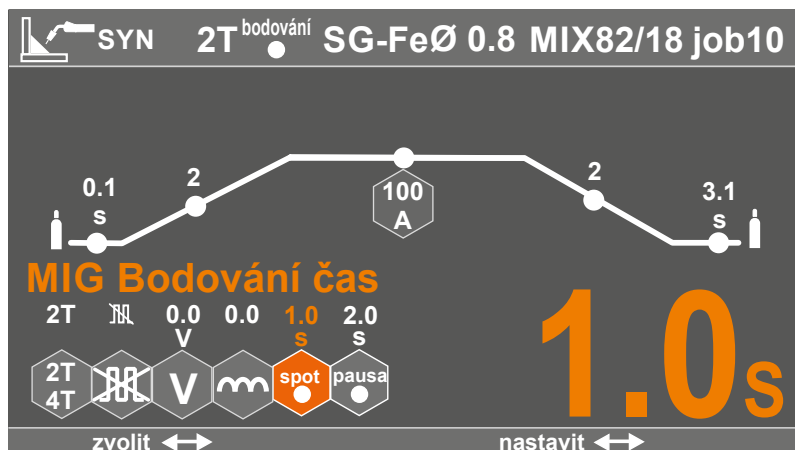 SYN 2T bodování SG-FeØ 0.8 MIX82/18 job10
0.1 s
2
100 A
2
3.1 s
MIG Bodování čas
2T 0.0 V 0.0 1.0 s 2.0 s
2T 4T V spot pausa
1.0s
zvolit nastavit